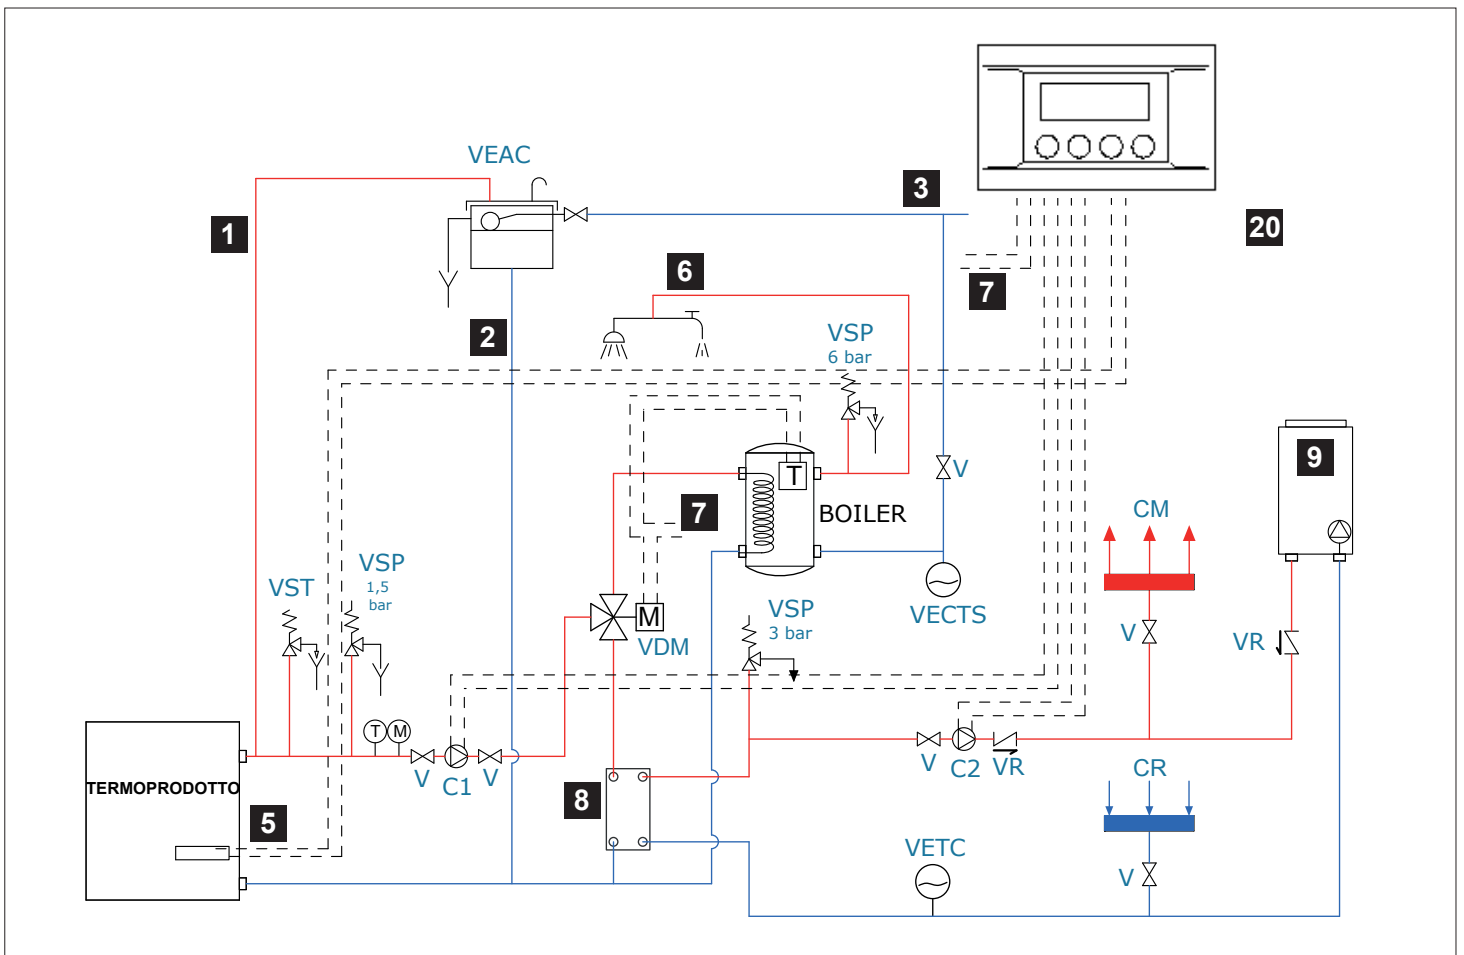 VEAC
3
1
20
7
6
2
VSP
6 bar
9
T
V
CM
7
BOILER
VSP
1,5
bar
VST
VECTS
VSP
3 bar
M
VDM
V
VR
T M
V C1 V
V C2 VR
CR
TERMOPRODOTTO
8
5
VETC
V